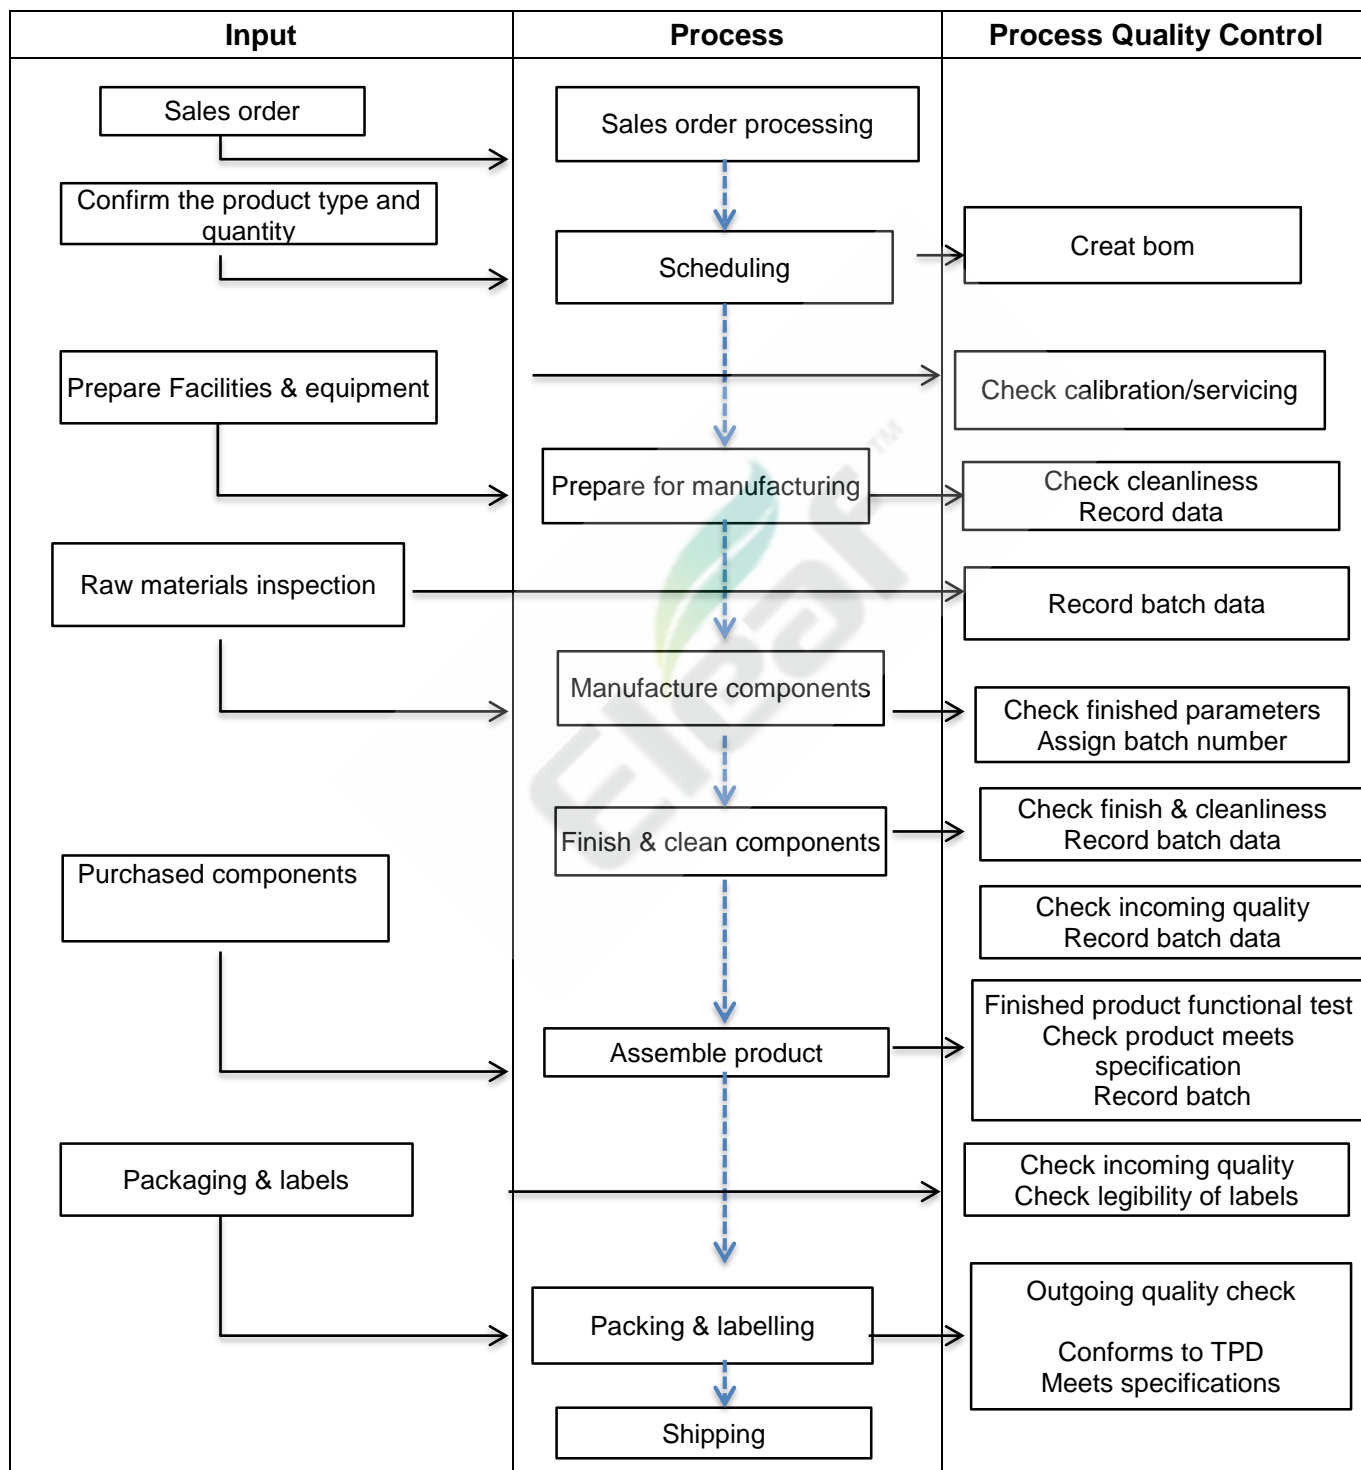 Input
Process
Process Quality Control
Sales order
Sales order processing
Confirm the product type and
quantity
Scheduling
Creat bom
Prepare Facilities & equipment
Check calibration/servicing
Prepare for manufacturing
Check cleanliness
Record data
Raw materials inspection
Record batch data
Manufacture components
Check finished parameters
Assign batch number
Finish & clean components
Check finish & cleanliness
Record batch data
Purchased components
Check incoming quality
Record batch data
Assemble product
Finished product functional test
Check product meets
specification
Record batch
Packaging & labels
Check incoming quality
Check legibility of labels
Packing & labelling
Outgoing quality check
Conforms to TPD
Meets specifications
Shipping
Eleaf™